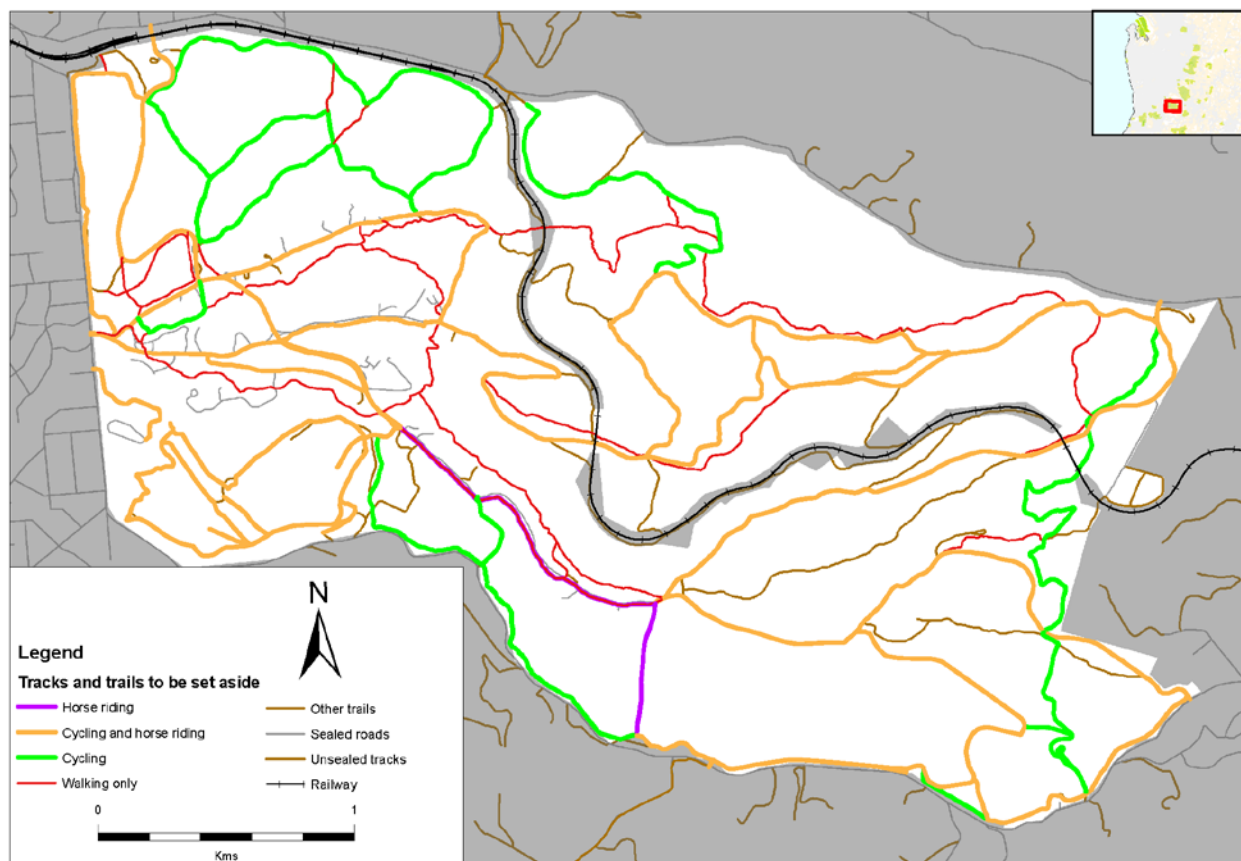 N
Legend
Tracks and trails to be set aside
Horse riding
Cycling and horse riding
Cycling
Walking only
Other trails
Sealed roads
Unsealed tracks
Railway
0 1
Kms